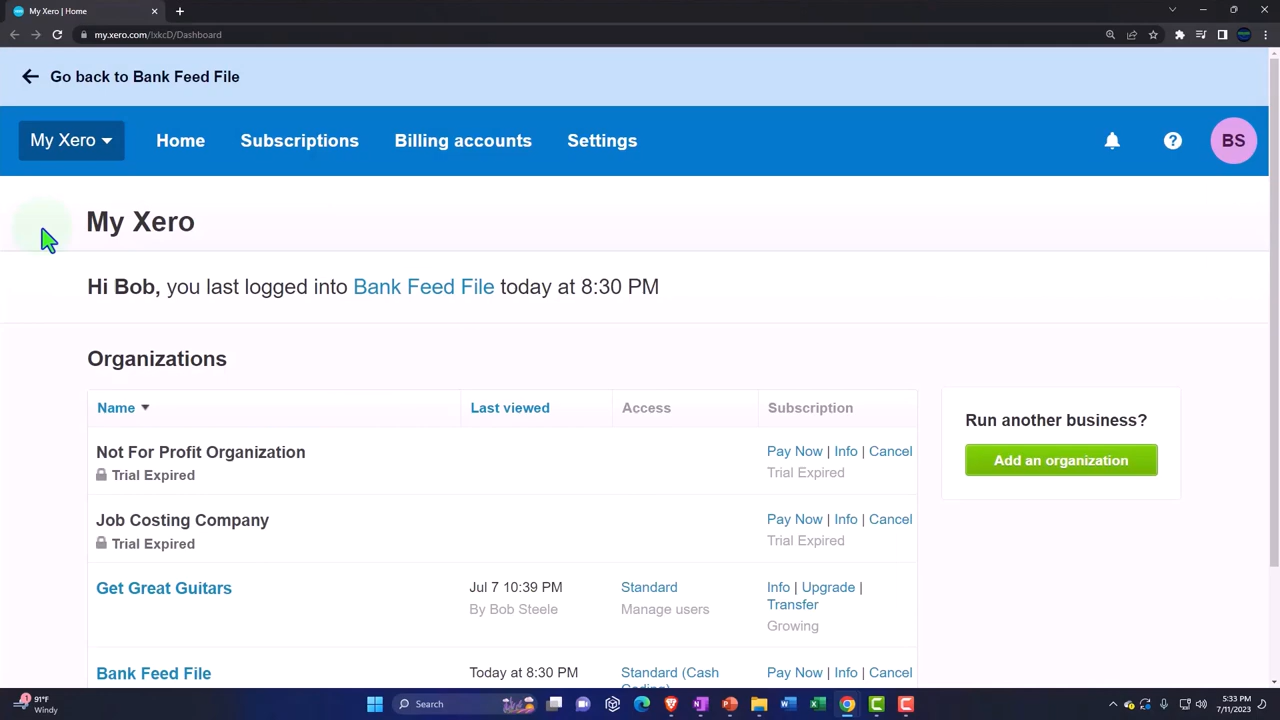 My Xero | Home
my.xero.com/!xkcD/Dashboard
Go back to Bank Feed File
My Xero
Home
Subscriptions
Billing accounts
Settings
BS
My Xero
Hi Bob, you last logged into Bank Feed File today at 8:30 PM
Organizations
Name
Last viewed
Access
Subscription
Run another business?
Add an organization
Not For Profit Organization
Pay Now | Info | Cancel
Trial Expired
Trial Expired
Job Costing Company
Pay Now | Info | Cancel
Trial Expired
Trial Expired
Get Great Guitars
Jul 7 10:39 PM
Standard
Info | Upgrade |
Transfer
By Bob Steele
Manage users
Growing
Bank Feed File
Today at 8:30 PM
Standard (Cash
Coding)
Pay Now | Info | Cancel
1
91°F
Windy
Search
5:33 PM
7/11/2023